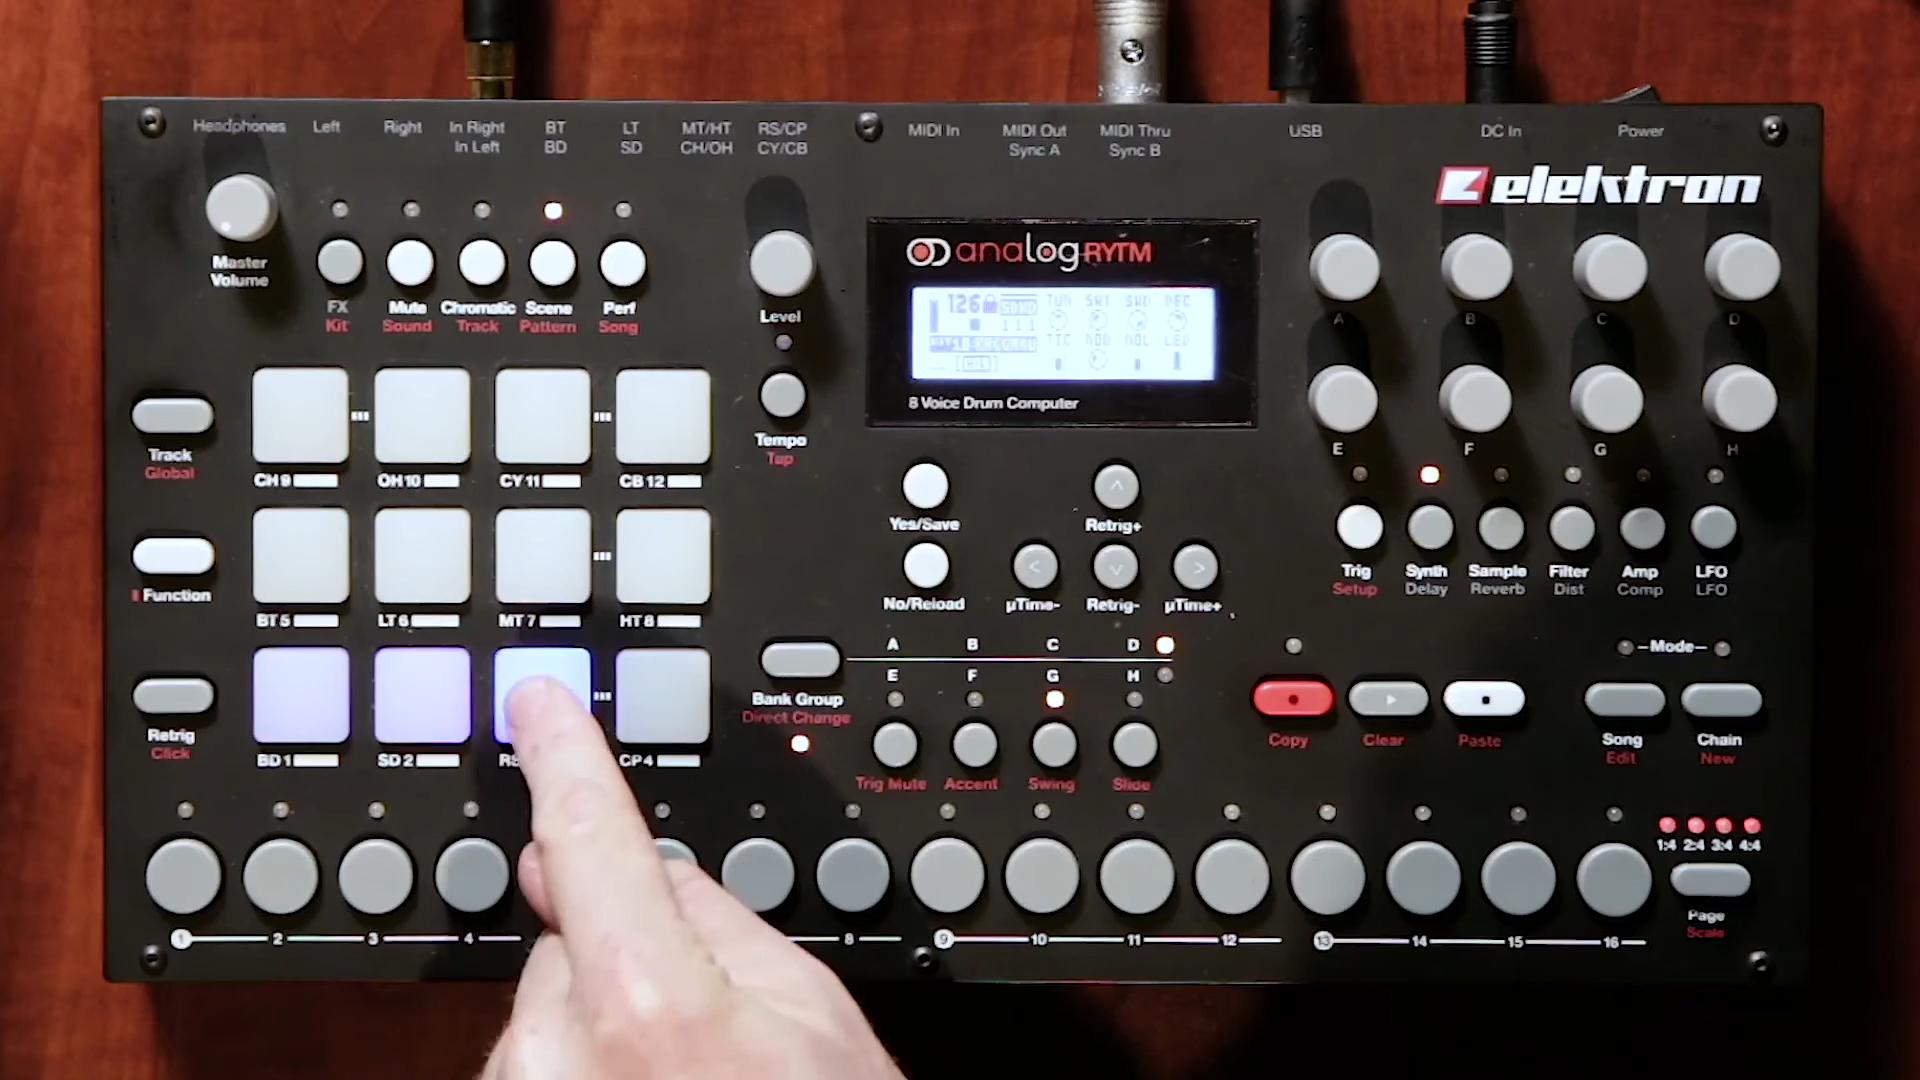 Headphones
Left
Right
In Right
In Left
BT
BD
LT
SD
MT/HT
CH/OH
RS/CP
CY/CB
MIDI In
MIDI Out
Sync A
MIDI Thru
Sync B
USB
DC In
Power
elektron
analog RYTM
8 Voice Drum Computer
126
TUN
DEC
LEV
Master
Volume
FX
Kit
Mute
Sound
Chromatic
Track
Scene
Pattern
Perf
Song
Level
Tempo
Tap
A
B
C
D
E
F
G
H
Track
Global
Function
Retrig
Click
CH 9
OH 10
CY 11
CB 12
BT 5
LT 6
MT 7
HT 8
BD 1
SD 2
CP 4
Yes/Save
No/Reload
Retrig+
µTime-
Retrig-
µTime+
Trig
Setup
Synth
Delay
Sample
Reverb
Filter
Dist
Amp
Comp
LFO
LFO
A
B
C
D
E
F
G
H
Bank Group
Direct Change
Trig Mute
Accent
Swing
Slide
Copy
Clear
Paste
Mode
Song
Edit
Chain
New
1:4 2:4 3:4 4:4
Page
Scale
1
2
3
4
8
9
10
11
12
13
14
15
16